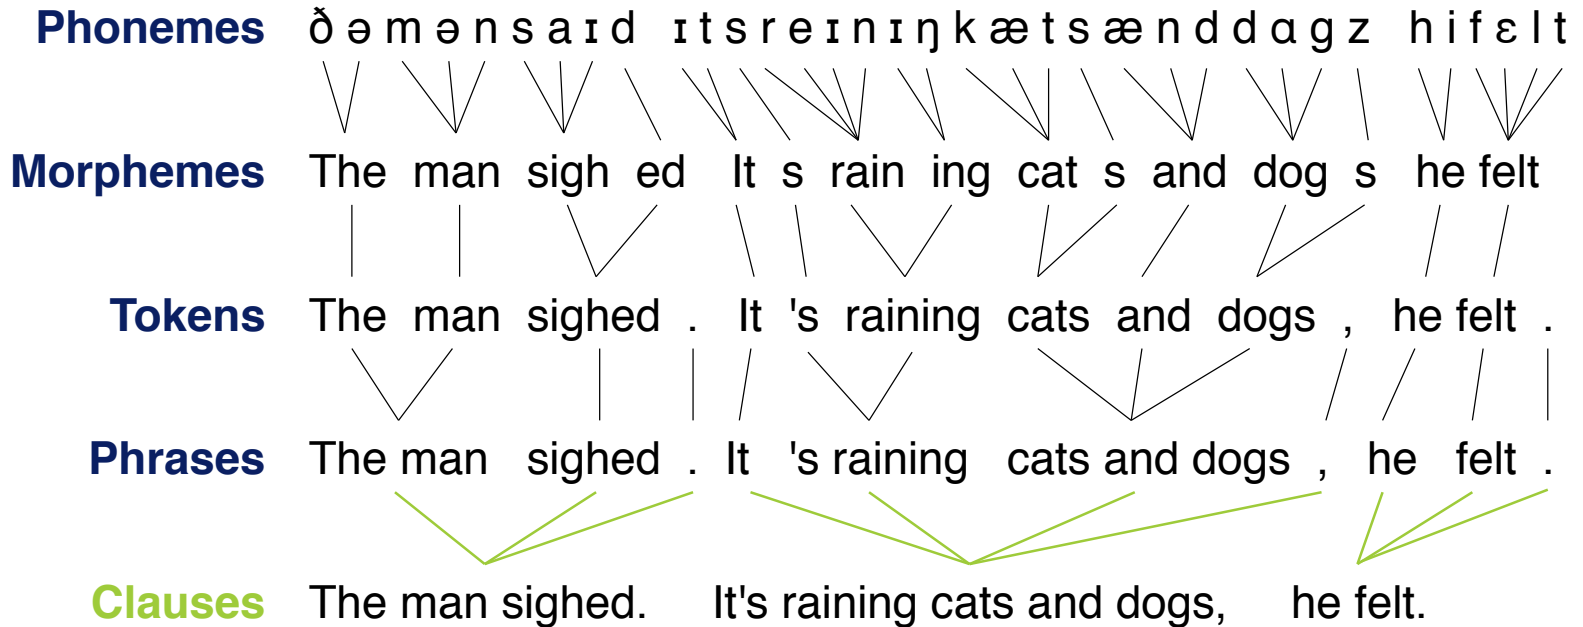 Phonemes ð ə m ə n s a ɪ d ɪ t s r e ɪ n ɪ ŋ k æ t s æ n d d ɑ g z h i f ɛ l t
Morphemes The man sigh ed It s rain ing cat s and dog s he felt
Tokens The man sighed . It 's raining cats and dogs , he felt .
Phrases The man sighed . It 's raining cats and dogs , he felt .
Clauses The man sighed. It's raining cats and dogs, he felt.